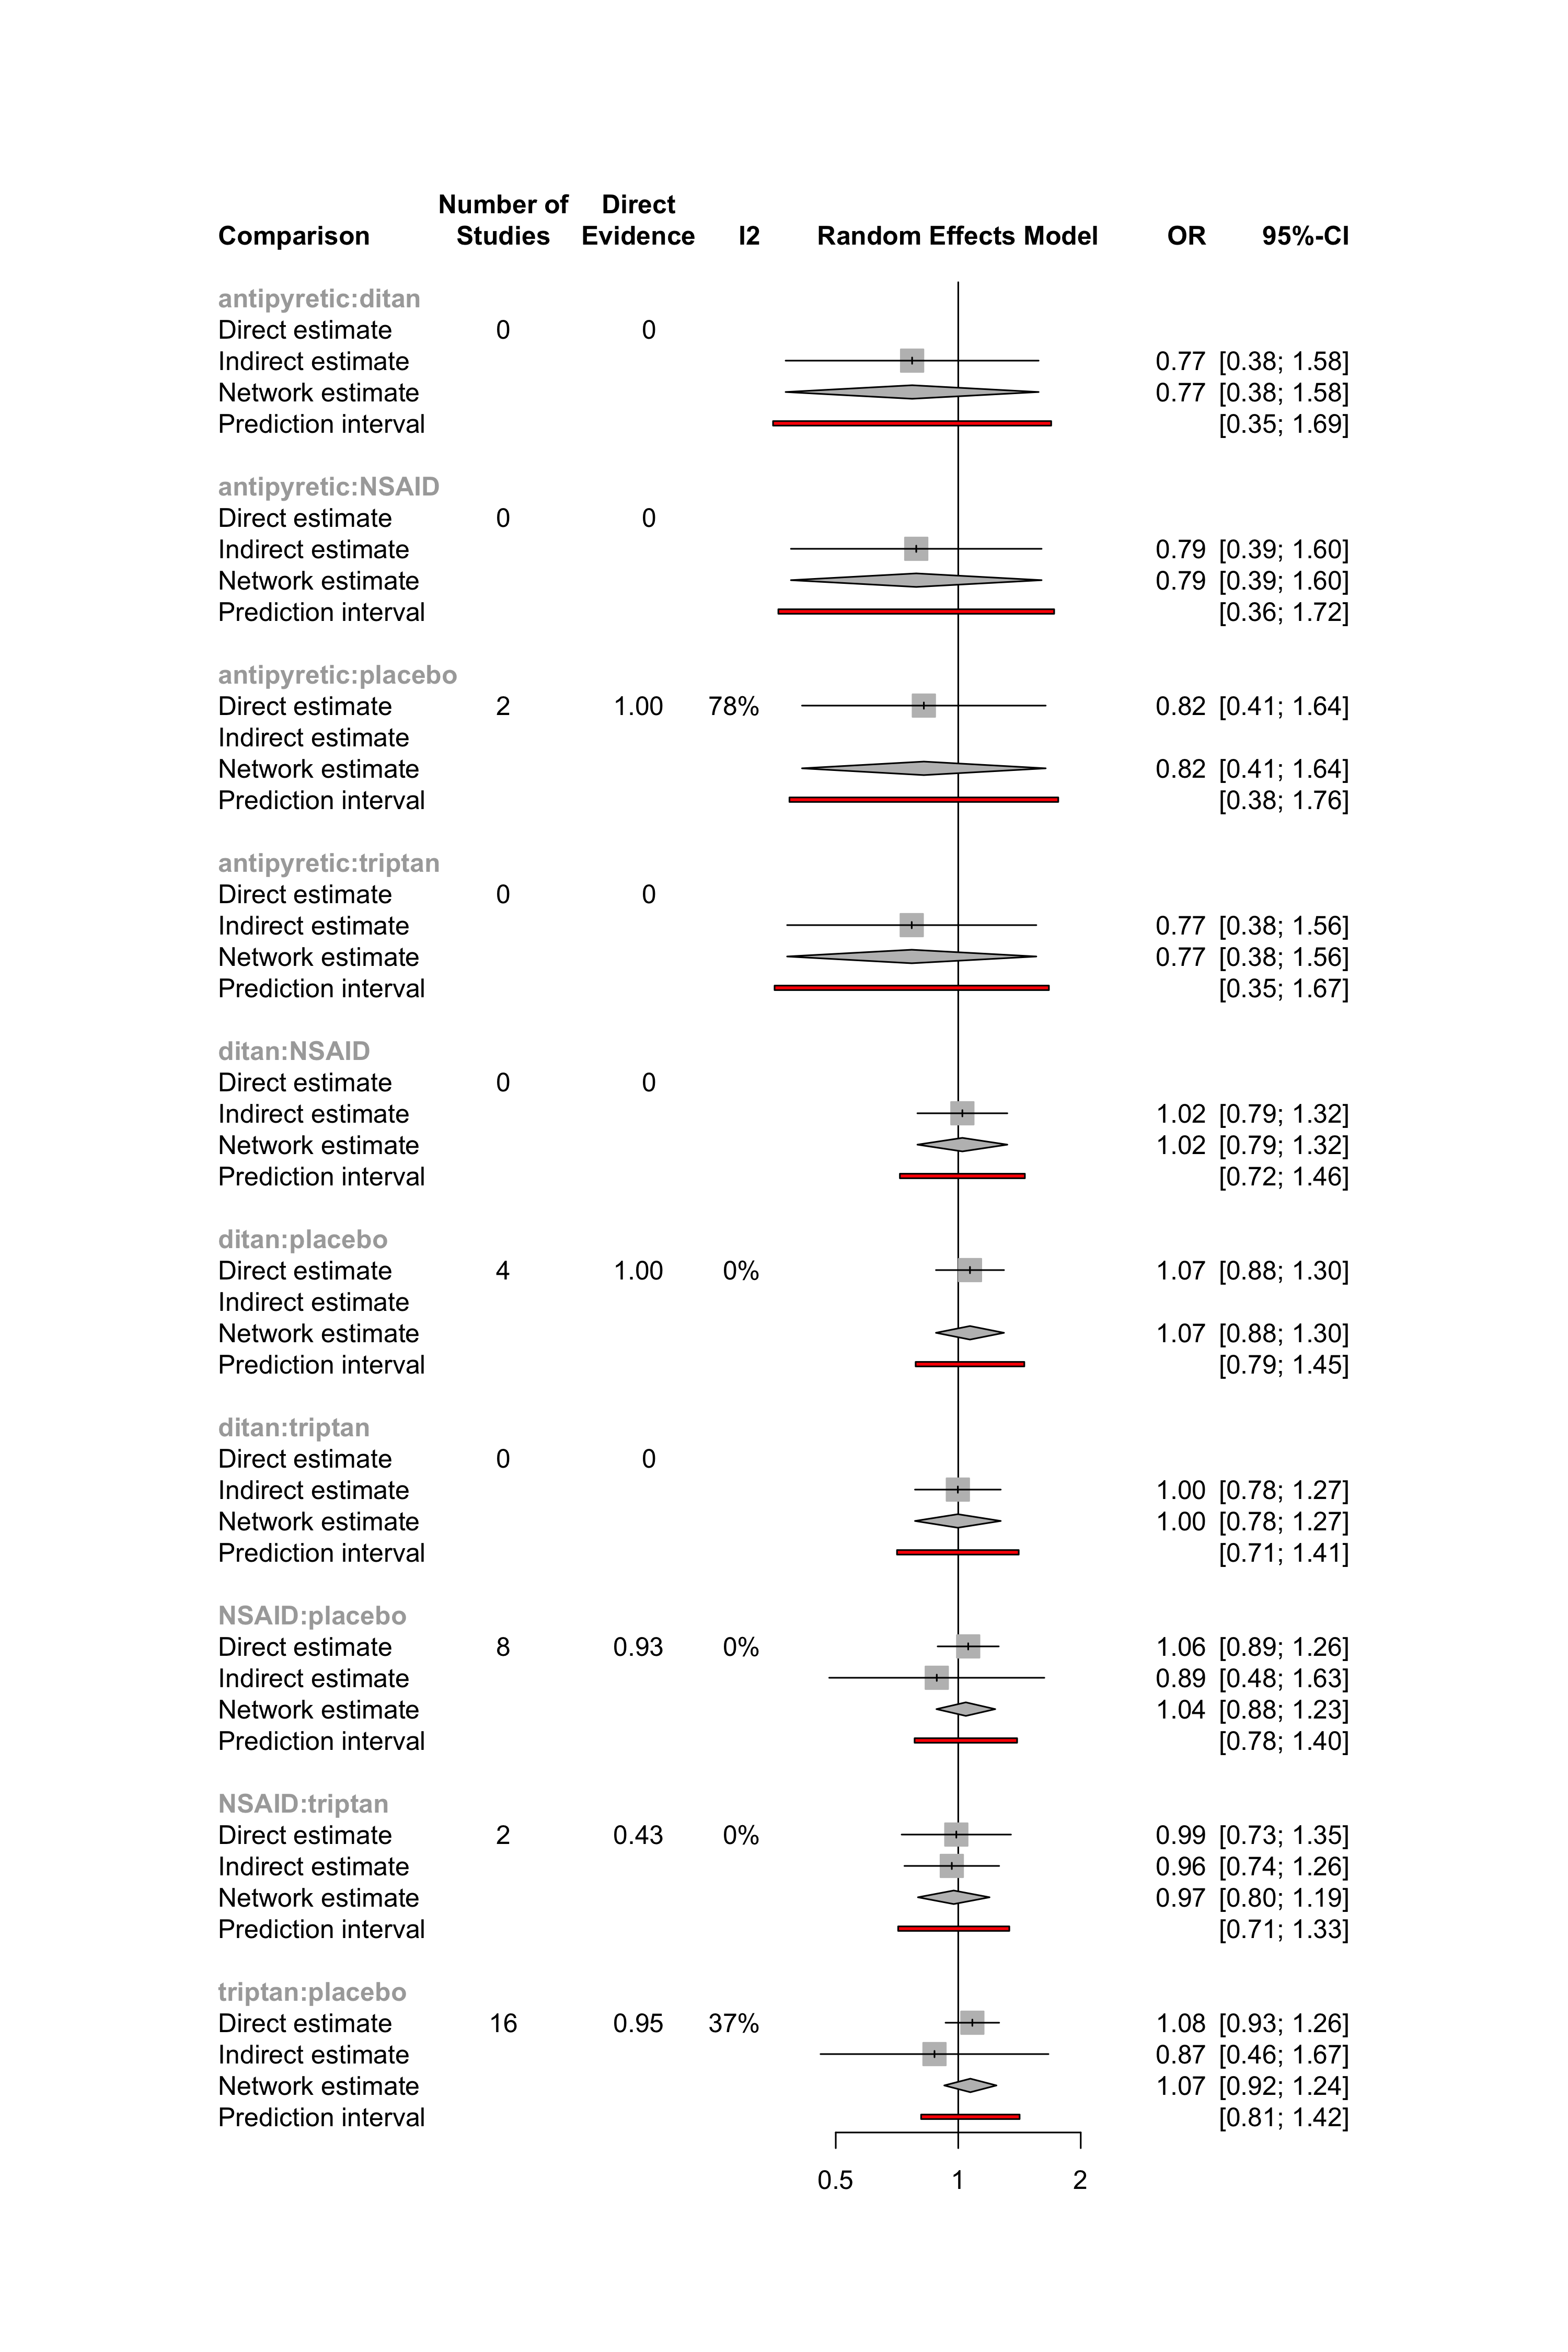 Number of Direct
Comparison Studies Evidence I2 Random Effects Model OR 95%-CI
antipyretic:ditan
Direct estimate 0 0
Indirect estimate 0.77 [0.38; 1.58]
Network estimate 0.77 [0.38; 1.58]
Prediction interval [0.35; 1.69]
antipyretic:NSAID
Direct estimate 0 0
Indirect estimate 0.79 [0.39; 1.60]
Network estimate 0.79 [0.39; 1.60]
Prediction interval [0.36; 1.72]
antipyretic:placebo
Direct estimate 2 1.00 78% 0.82 [0.41; 1.64]
Indirect estimate
Network estimate 0.82 [0.41; 1.64]
Prediction interval [0.38; 1.76]
antipyretic:triptan
Direct estimate 0 0
Indirect estimate 0.77 [0.38; 1.56]
Network estimate 0.77 [0.38; 1.56]
Prediction interval [0.35; 1.67]
ditan:NSAID
Direct estimate 0 0
Indirect estimate 1.02 [0.79; 1.32]
Network estimate 1.02 [0.79; 1.32]
Prediction interval [0.72; 1.46]
ditan:placebo
Direct estimate 4 1.00 0% 1.07 [0.88; 1.30]
Indirect estimate
Network estimate 1.07 [0.88; 1.30]
Prediction interval [0.79; 1.45]
ditan:triptan
Direct estimate 0 0
Indirect estimate 1.00 [0.78; 1.27]
Network estimate 1.00 [0.78; 1.27]
Prediction interval [0.71; 1.41]
NSAID:placebo
Direct estimate 8 0.93 0% 1.06 [0.89; 1.26]
Indirect estimate 0.89 [0.48; 1.63]
Network estimate 1.04 [0.88; 1.23]
Prediction interval [0.78; 1.40]
NSAID:triptan
Direct estimate 2 0.43 0% 0.99 [0.73; 1.35]
Indirect estimate 0.96 [0.74; 1.26]
Network estimate 0.97 [0.80; 1.19]
Prediction interval [0.71; 1.33]
triptan:placebo
Direct estimate 16 0.95 37% 1.08 [0.93; 1.26]
Indirect estimate 0.87 [0.46; 1.67]
Network estimate 1.07 [0.92; 1.24]
Prediction interval [0.81; 1.42]
0.5 1 2